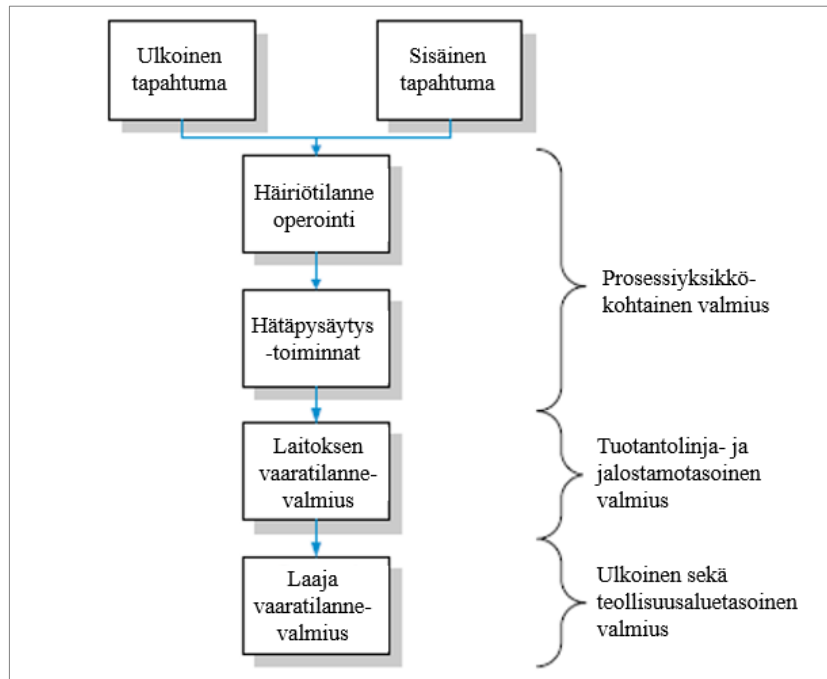 Ulkoinen
tapahtuma
Sisäinen
tapahtuma
Häiriötilanne
operointi
Hätäpysäytys
-toiminnat
Laitoksen
vaaratilanne-
valmius
Laaja
vaaratilanne-
valmius
Prosessiyksikkö-
kohtainen valmius
Tuotantolinja- ja
jalostamotasoinen
valmius
Ulkoinen sekä
teollisuusaluetasoinen
valmius